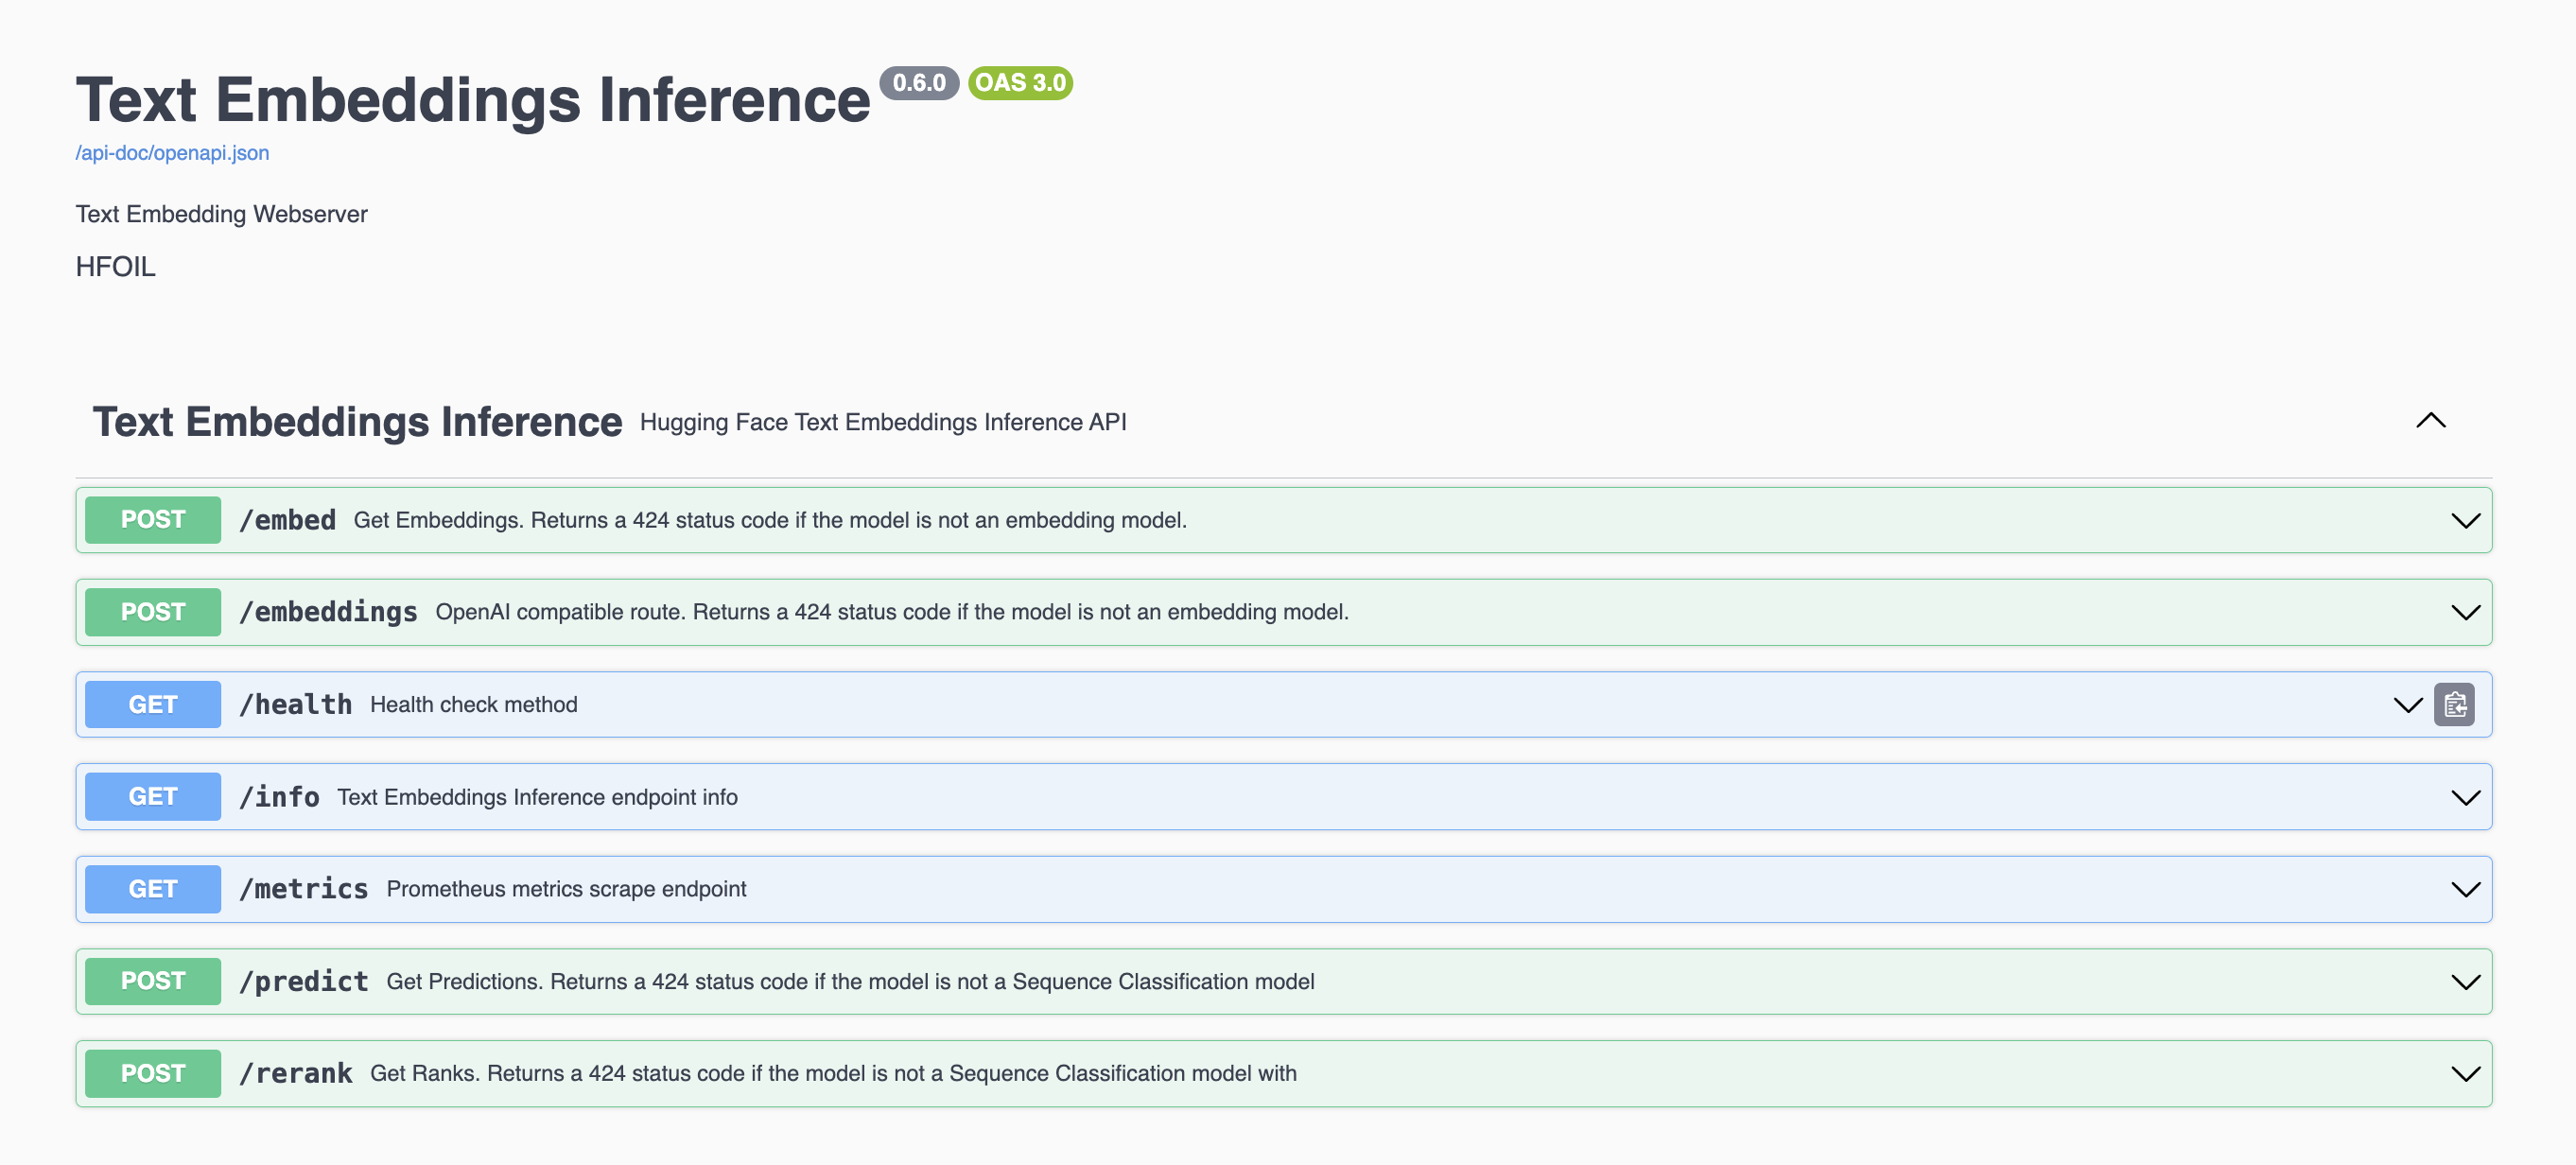 Text Embeddings Inference 0.6.0 OAS 3.0
/api-doc/openapi.json
Text Embedding Webserver
HFOIL
Text Embeddings Inference Hugging Face Text Embeddings Inference API
POST /embed Get Embeddings. Returns a 424 status code if the model is not an embedding model.
POST /embeddings OpenAI compatible route. Returns a 424 status code if the model is not an embedding model.
GET /health Health check method
GET /info Text Embeddings Inference endpoint info
GET /metrics Prometheus metrics scrape endpoint
POST /predict Get Predictions. Returns a 424 status code if the model is not a Sequence Classification model
POST /rerank Get Ranks. Returns a 424 status code if the model is not a Sequence Classification model with